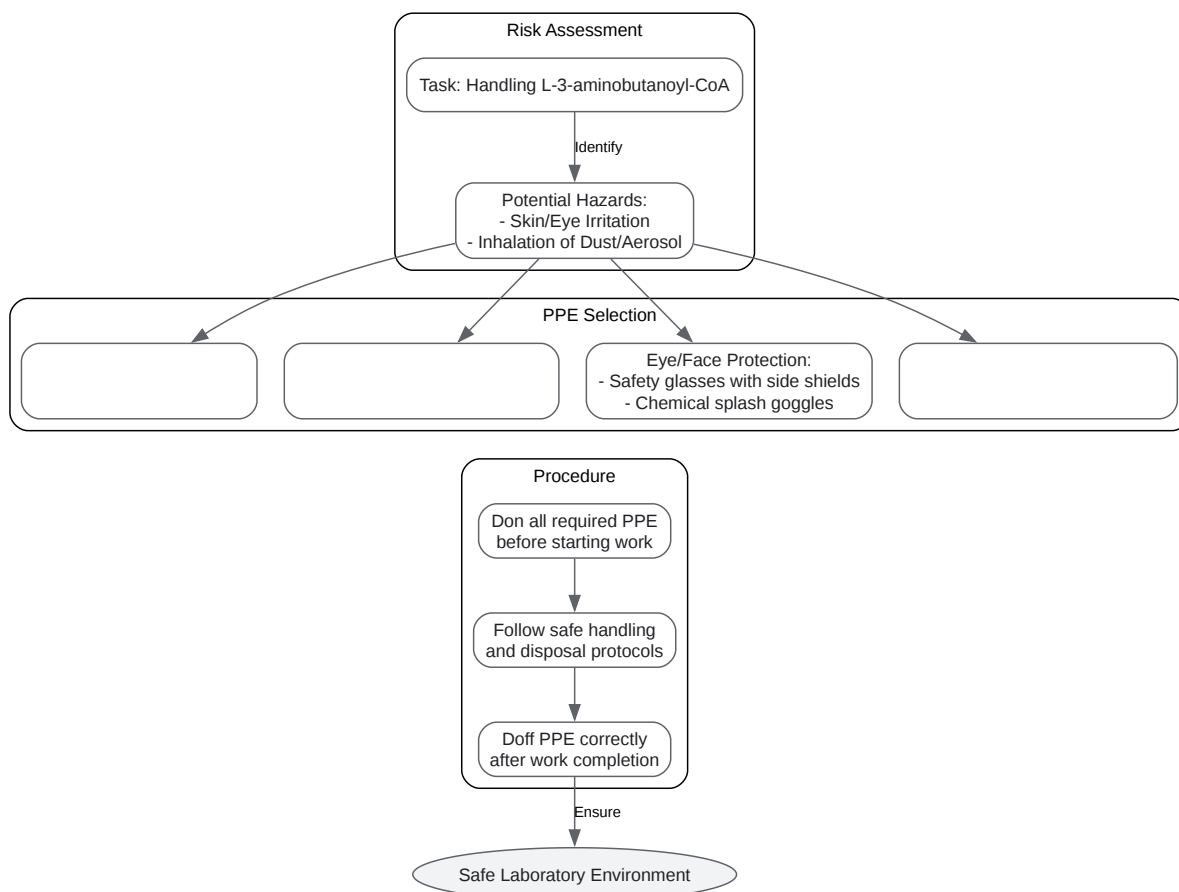 Risk Assessment
Task: Handling L-3-aminobutanoyl-CoA
Identify
Potential Hazards:
- Skin/Eye Irritation
- Inhalation of Dust/Aerosol
PPE Selection
Eye/Face Protection:
- Safety glasses with side shields
- Chemical splash goggles
Procedure
Don all required PPE
before starting work
Follow safe handling
and disposal protocols
Doff PPE correctly
after work completion
Ensure
Safe Laboratory Environment